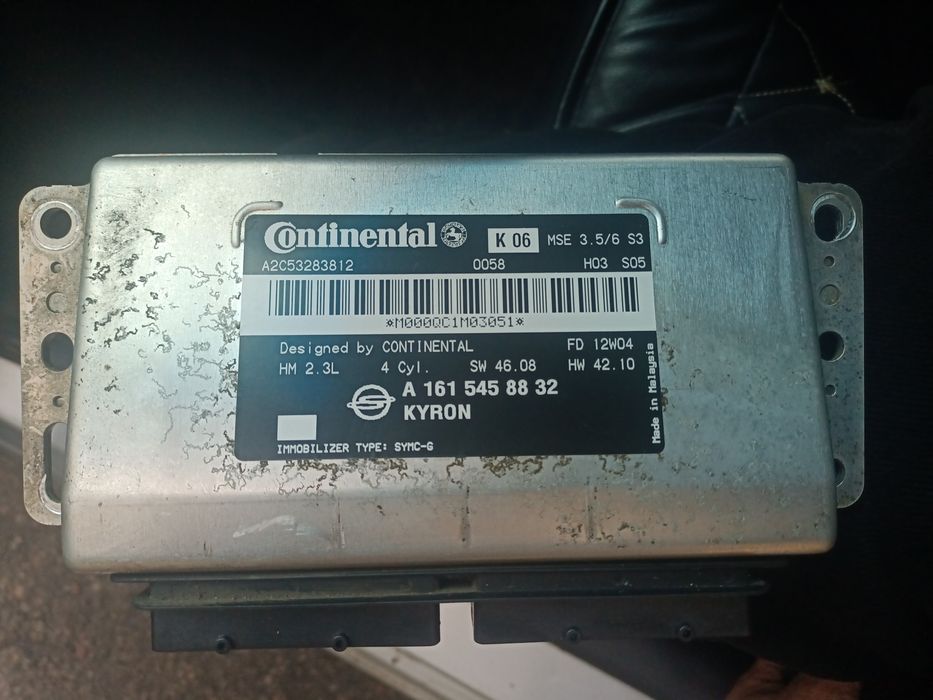 Continental K 06 MSE 3.5/6 S3
A2C53283812 0058 H03 S05
*M000QC1M03051*
Designed by CONTINENTAL FD 12W04
HM 2.3L 4 Cyl. SW 46.08 HW 42.10
A 161 545 88 32
KYRON
IMMOBILIZER TYPE: SYMC-G
Made in Malaysia